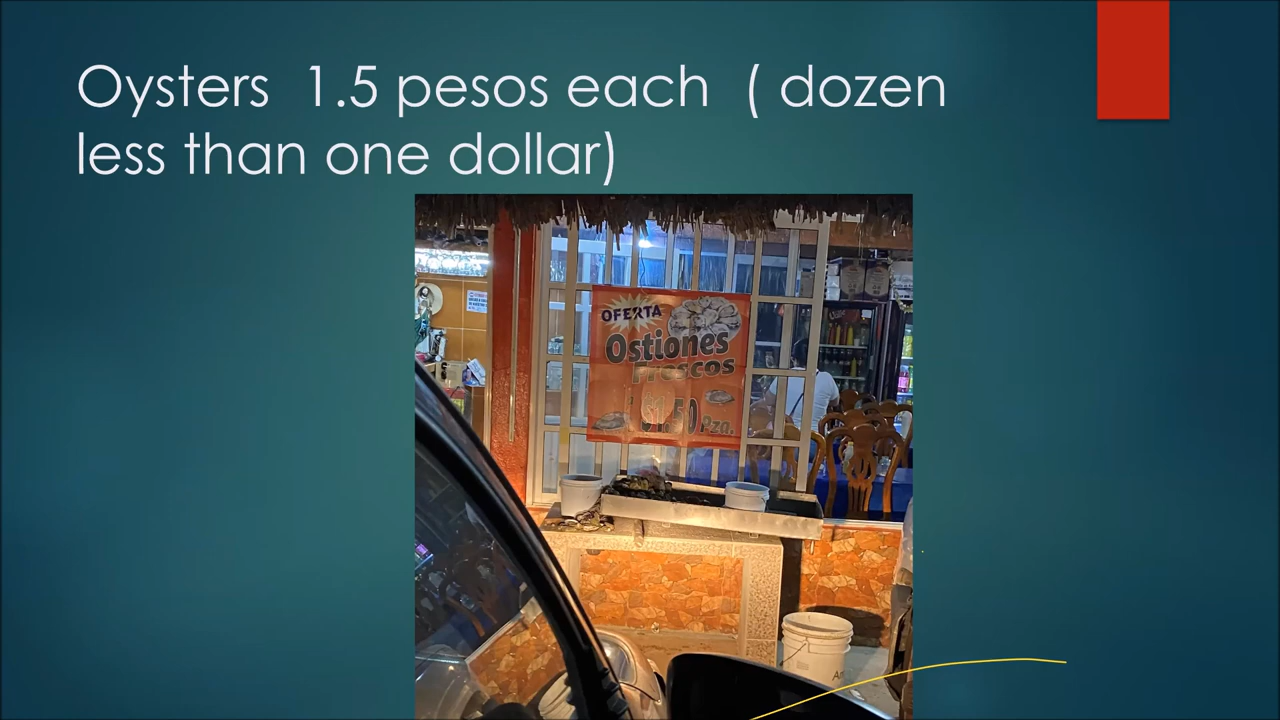 Oysters 1.5 pesos each ( dozen
less than one dollar)
OFERTA
Ostiones
Frescos
$1.50 Pza.